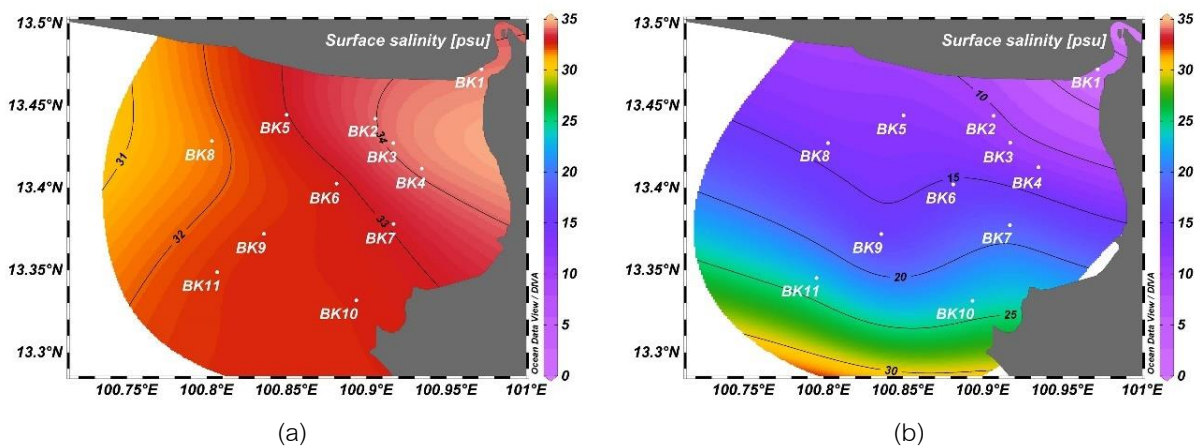 13.5°N
13.45°N
13.4°N
13.35°N
13.3°N
100.75°E 100.8°E 100.85°E 100.9°E 100.95°E 101°E
Surface salinity [psu]
BK1
BK5
BK2
34
BK3
BK8
31
BK4
BK6
33
32
BK7
BK9
BK11
BK10
35
30
25
20
15
10
5
0
Ocean Data View / DIVA
(a)
13.5°N
13.45°N
13.4°N
13.35°N
13.3°N
100.75°E 100.8°E 100.85°E 100.9°E 100.95°E 101°E
Surface salinity [psu]
BK1
10
BK5
BK2
BK3
BK8
15
BK4
BK6
BK7
BK9
20
BK11
BK10
25
30
35
30
25
20
15
10
5
0
Ocean Data View / DIVA
(b)